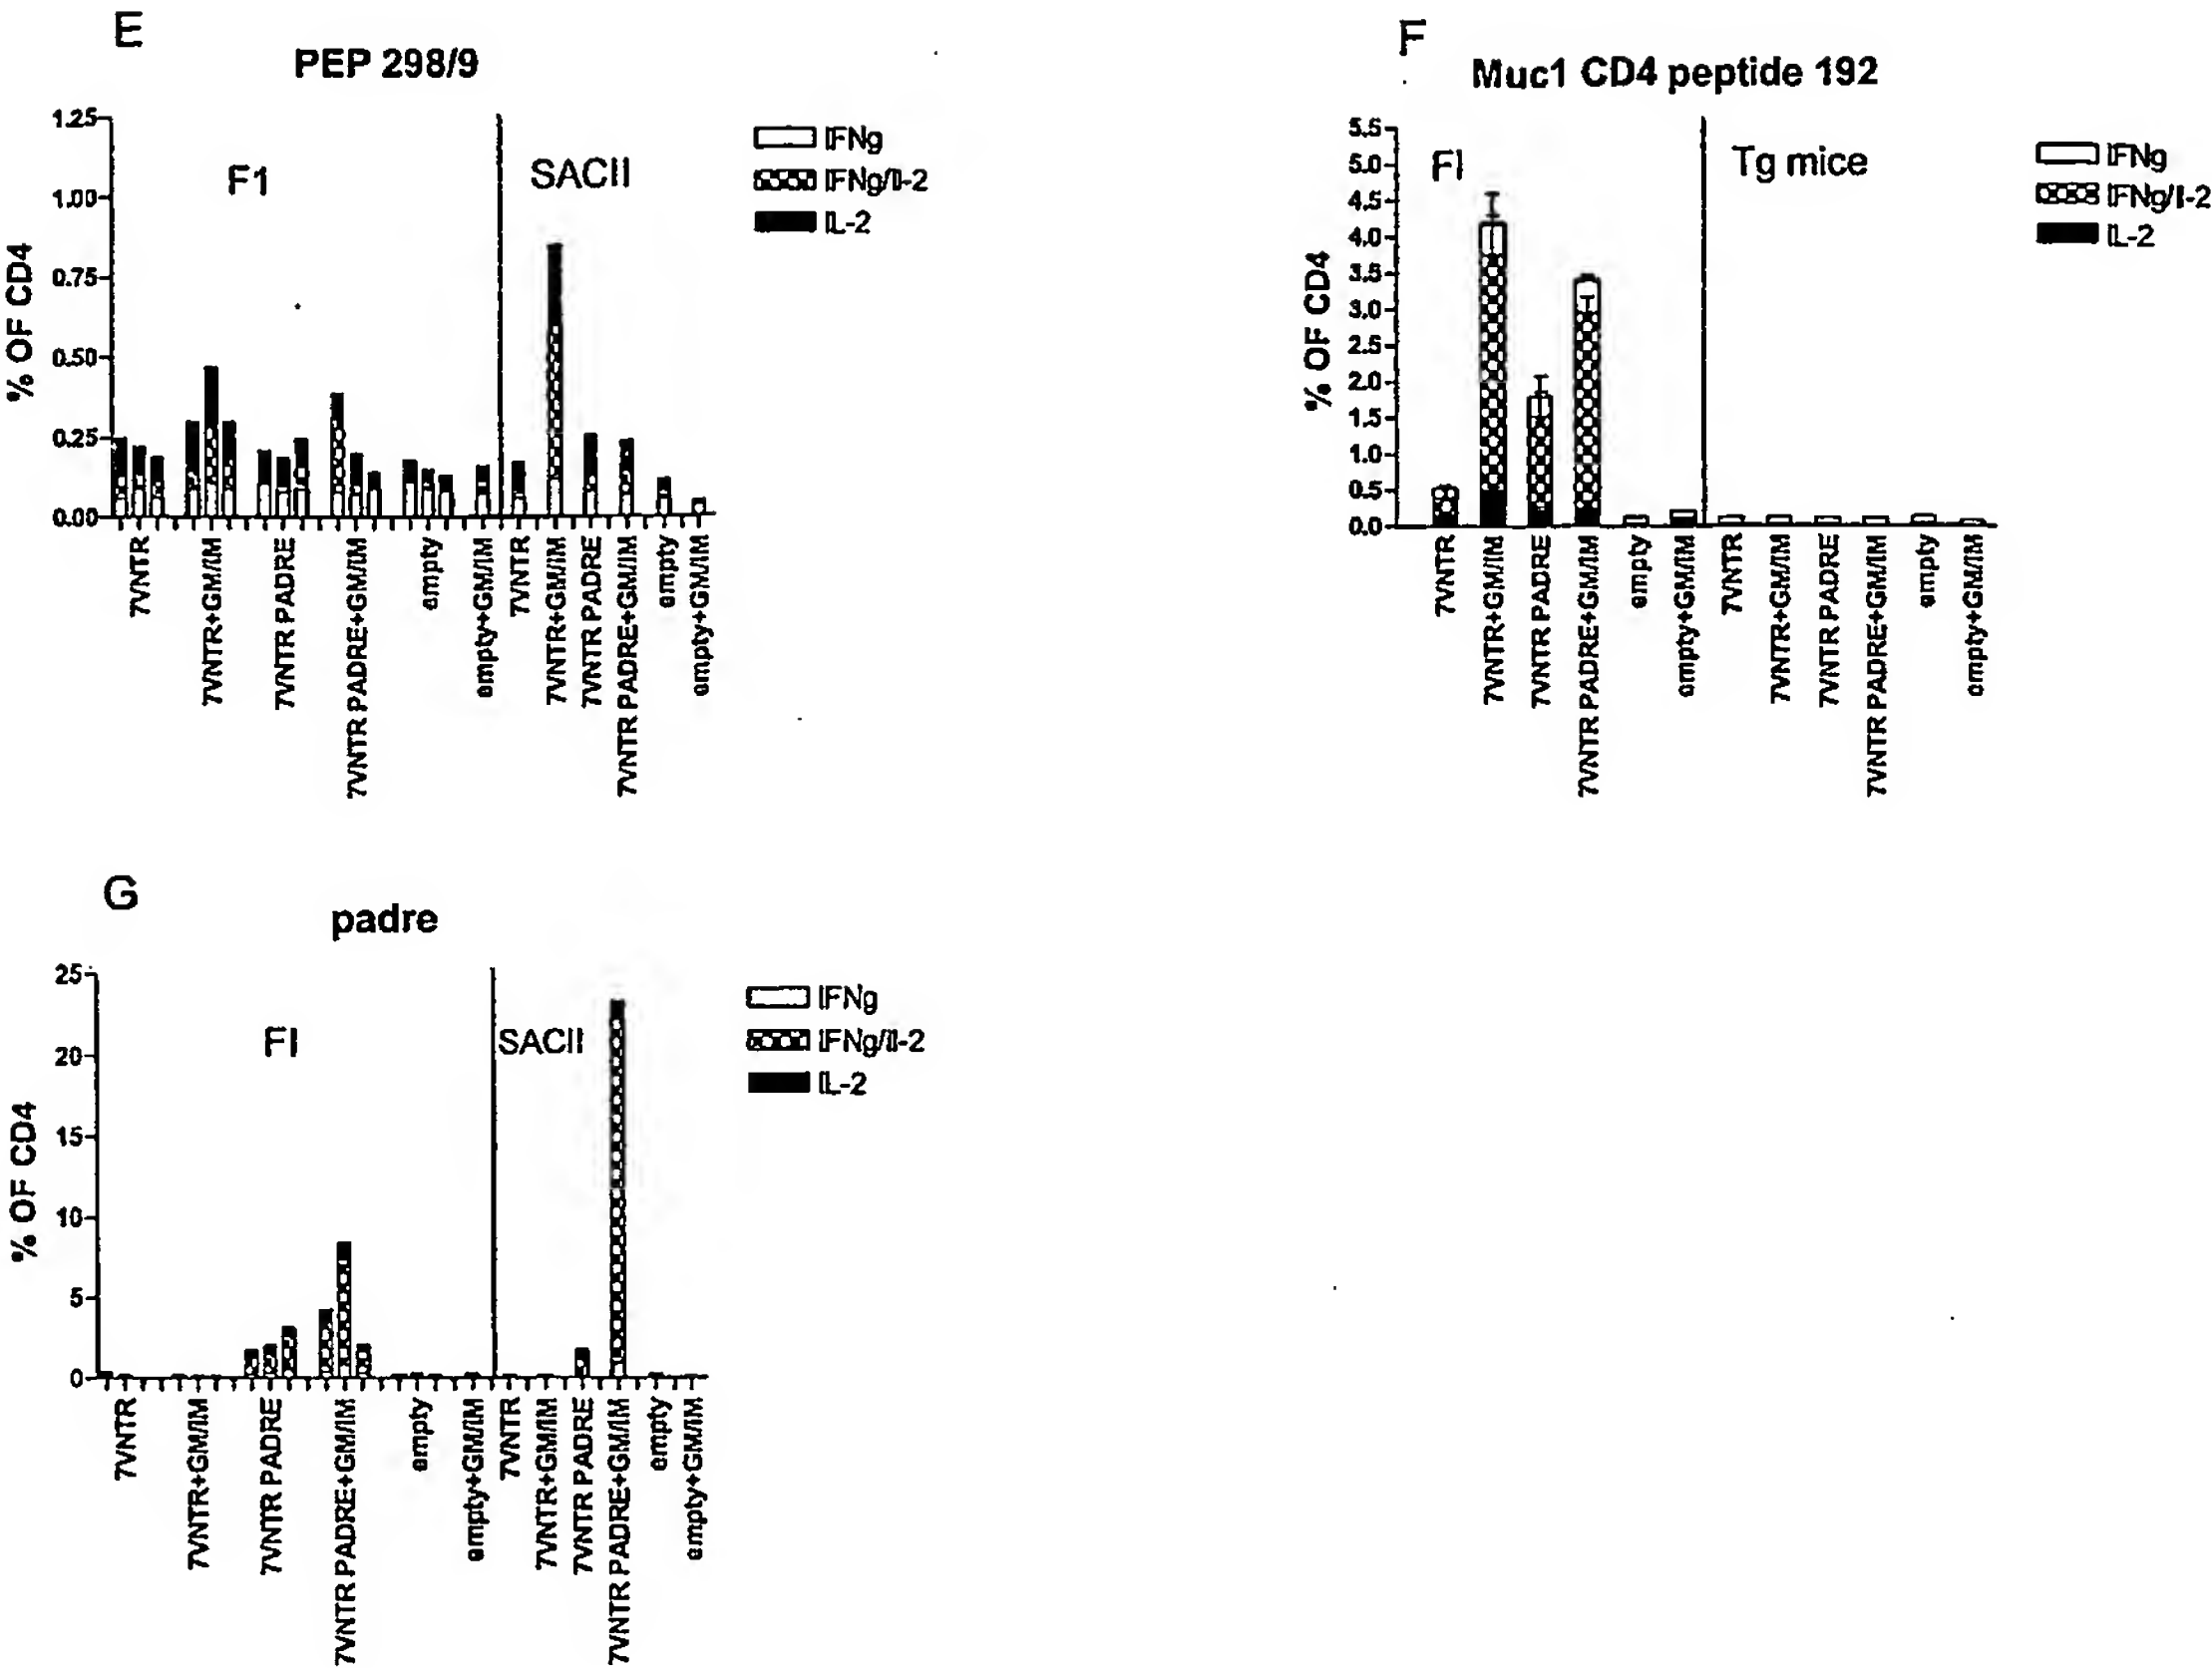 E
PEP 298/9
1.25
1.00
0.75
0.50
0.25
0.00
% OF CD4
F1
SACII
IFNg
IFNg/Il-2
IL-2
7VNTR
7VNTR+GM/IM
7VNTR PADRE
7VNTR PADRE+GM/IM
empty
empty+GM/IM
7VNTR
7VNTR+GM/IM
7VNTR PADRE
7VNTR PADRE+GM/IM
empty
empty+GM/IM
F
Muc1 CD4 peptide 192
5.5
5.0
4.5
4.0
3.5
3.0
2.5
2.0
1.5
1.0
0.5
0.0
% OF CD4
FI
Tg mice
IFNg
IFNg/Il-2
IL-2
7VNTR
7VNTR+GM/IM
7VNTR PADRE
7VNTR PADRE+GM/IM
empty
empty+GM/IM
7VNTR
7VNTR+GM/IM
7VNTR PADRE
7VNTR PADRE+GM/IM
empty
empty+GM/IM
G
padre
25
20
15
10
5
0
% OF CD4
FI
SACII
IFNg
IFNg/Il-2
IL-2
7VNTR
7VNTR+GM/IM
7VNTR PADRE
7VNTR PADRE+GM/IM
empty
empty+GM/IM
7VNTR
7VNTR+GM/IM
7VNTR PADRE
7VNTR PADRE+GM/IM
empty
empty+GM/IM